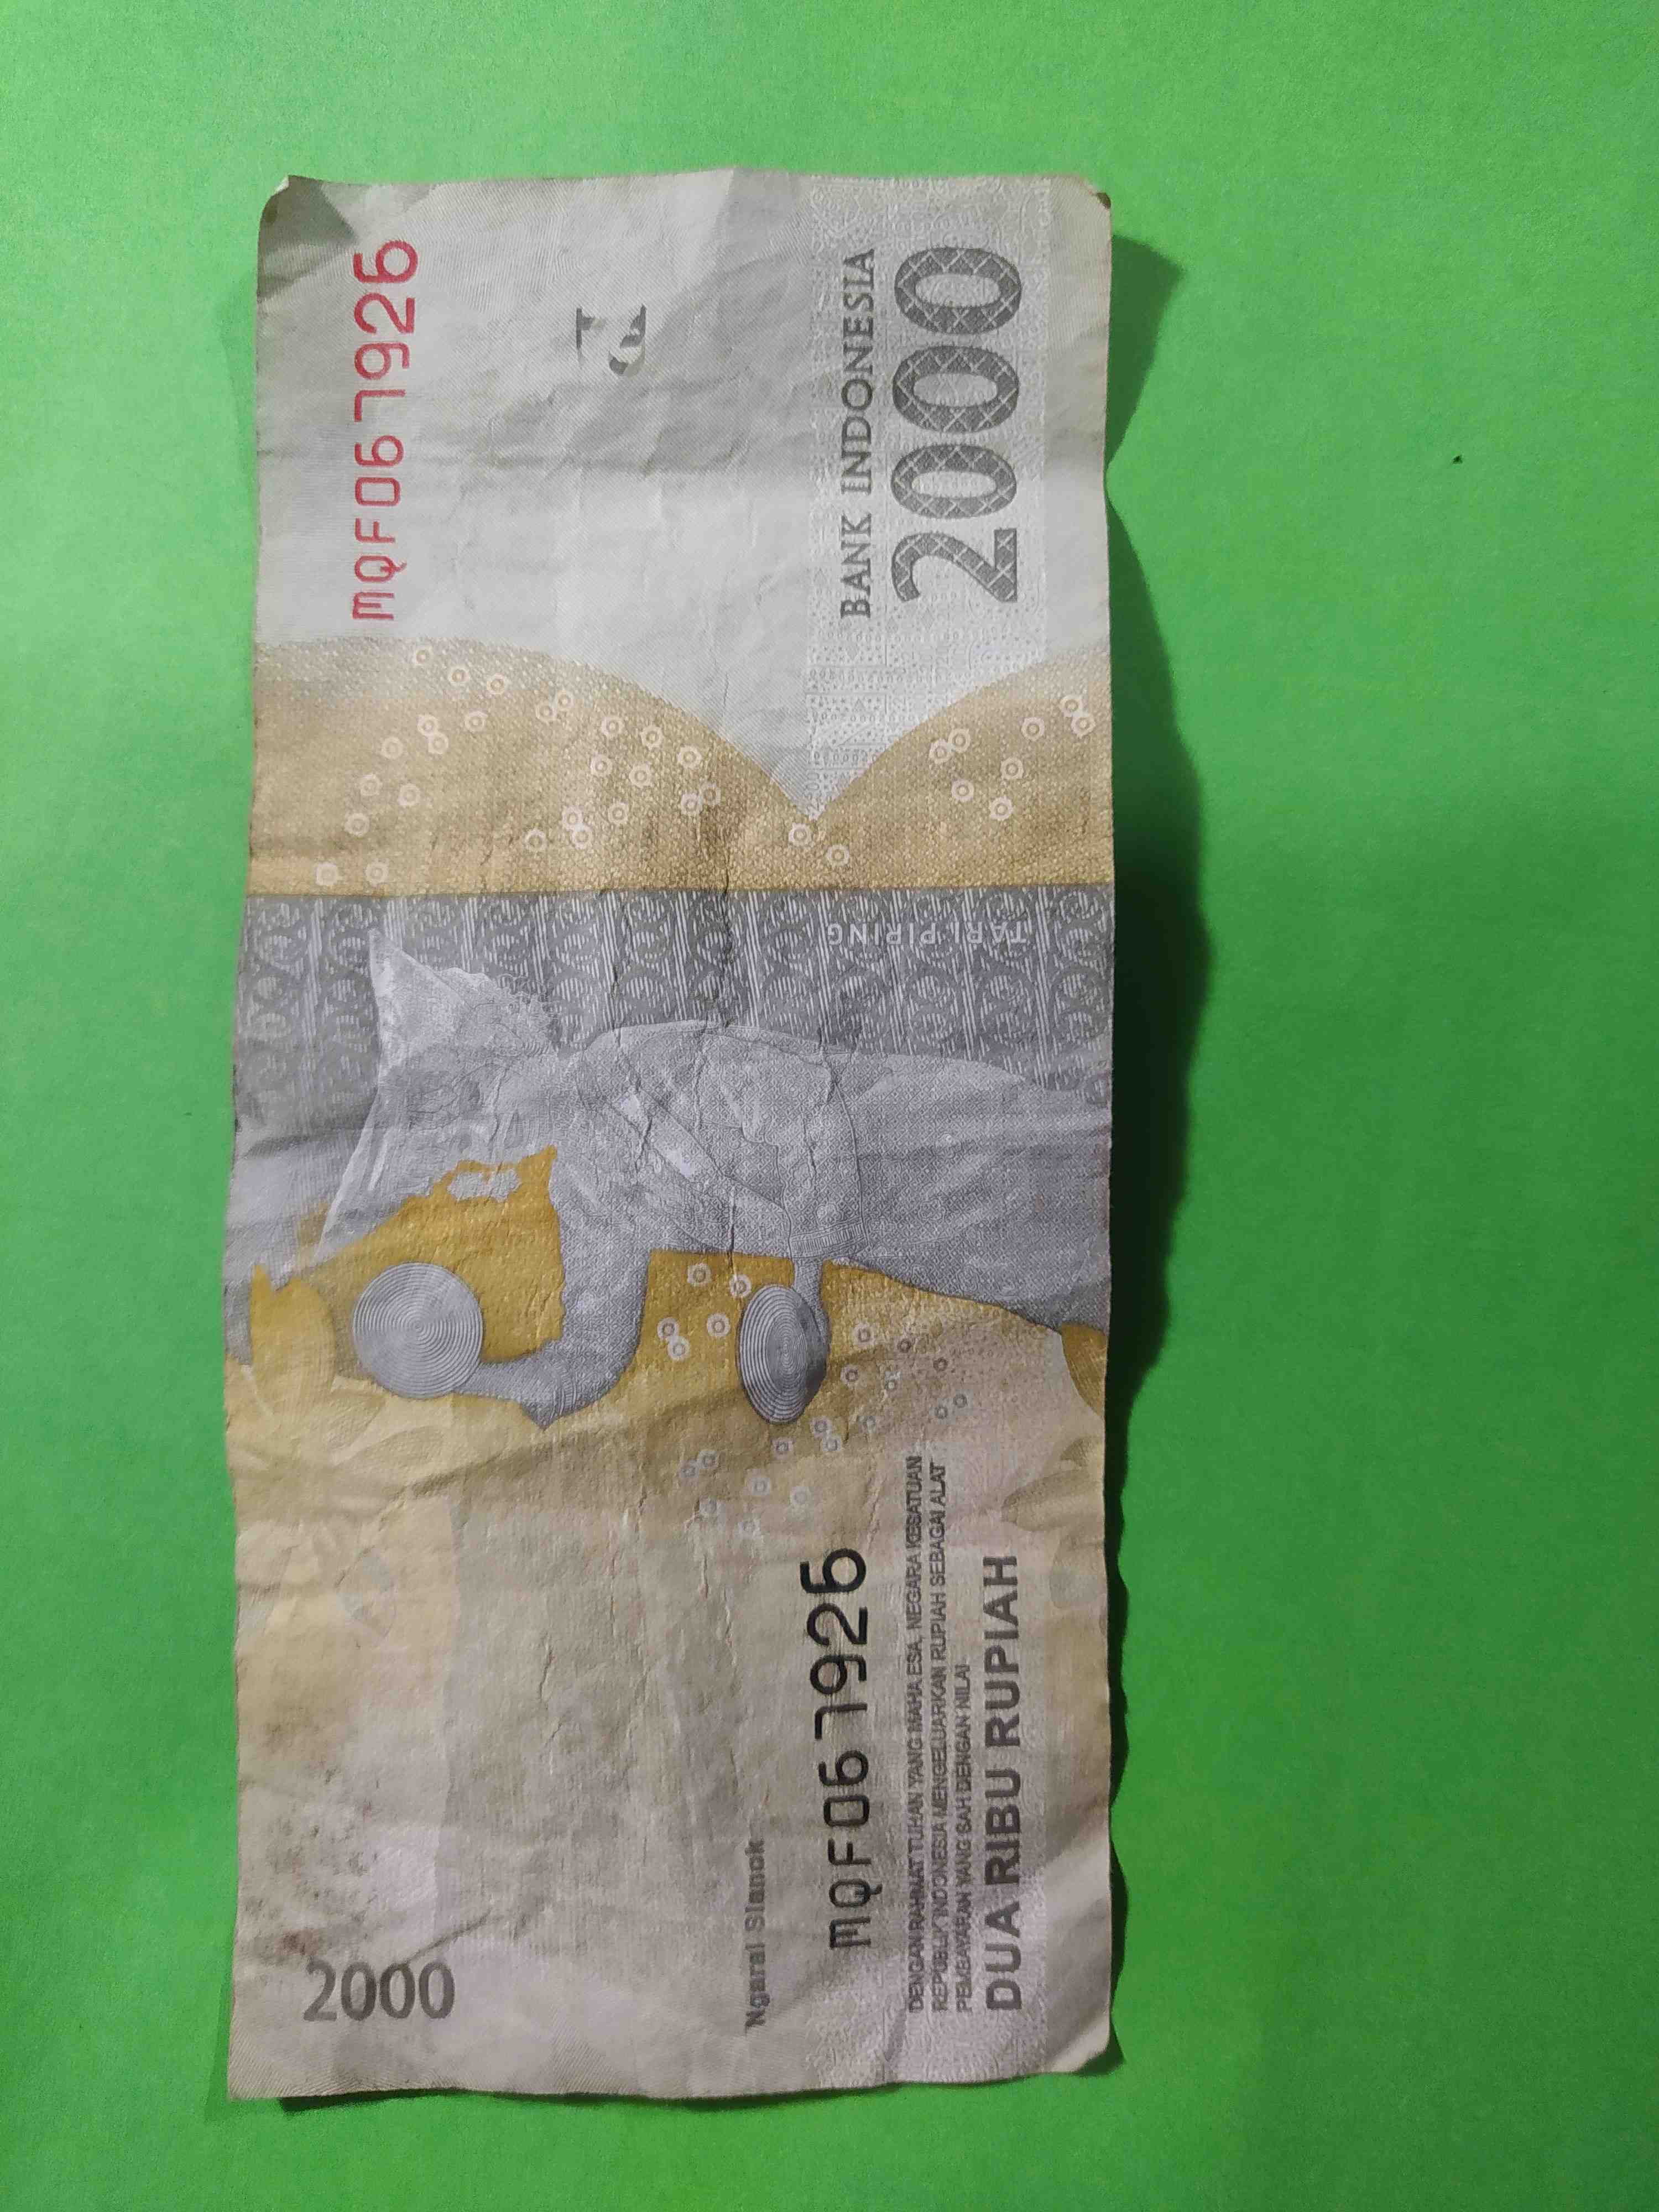 2000
Ngarai Sianok
MQF067926
DENGAN RAHMAT TUHAN YANG MAHA ESA, NEGARA KESATUAN
REPUBLIK INDONESIA MENGELUARKAN RUPIAH SEBAGAI ALAT
PEMBAYARAN YANG SAH DENGAN NILAI
DUA RIBU RUPIAH
TARI PIRING
MQF067926
BANK INDONESIA
2000